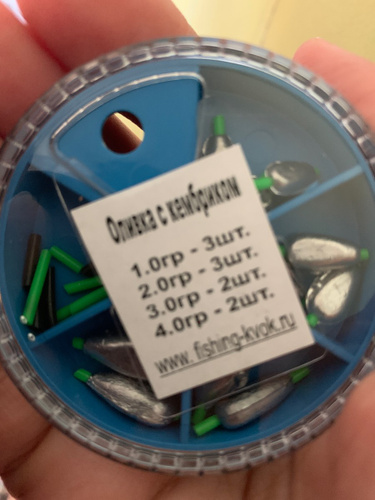 Оливка с кембриком
1.0гр - 3шт.
2.0гр - 3шт.
3.0гр - 2шт.
4.0гр - 2шт.
www.fishing-kvok.ru